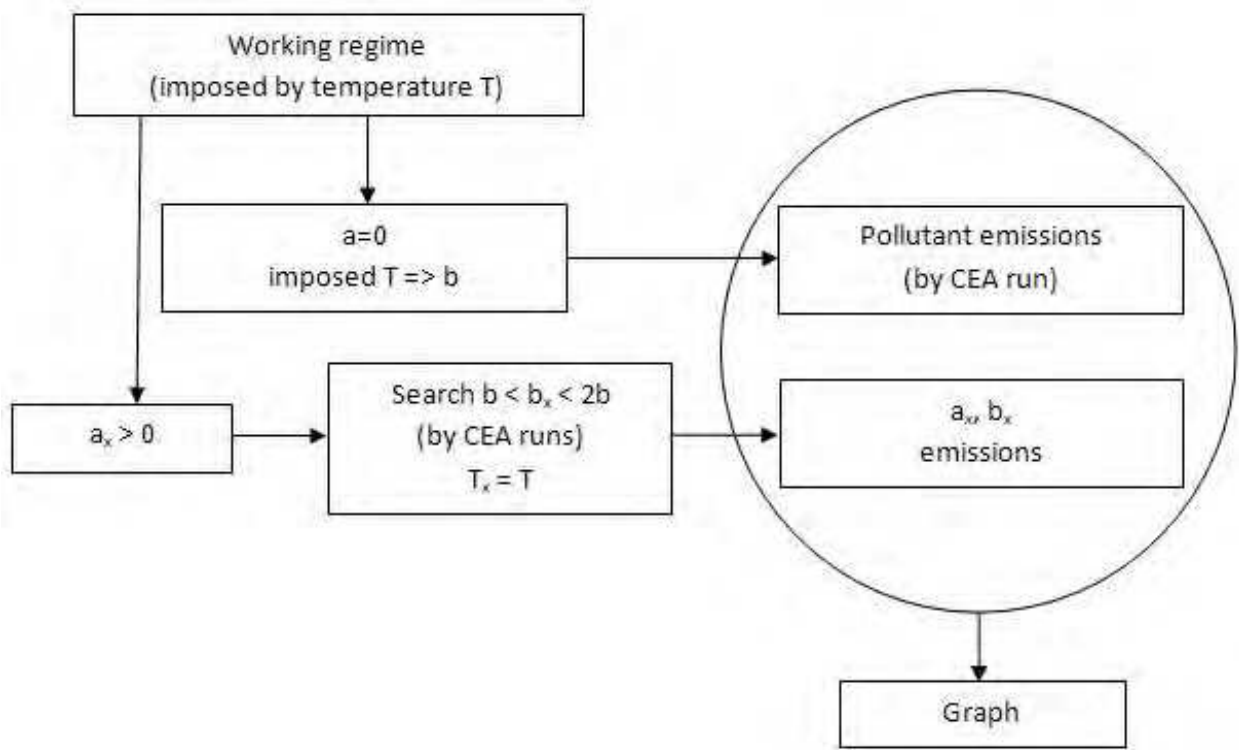 Working regime
(imposed by temperature T)
a=0
imposed T => b
Pollutant emissions
(by CEA run)
aₓ > 0
Search b < bₓ < 2b
(by CEA runs)
Tₓ = T
aₓ, bₓ
emissions
Graph